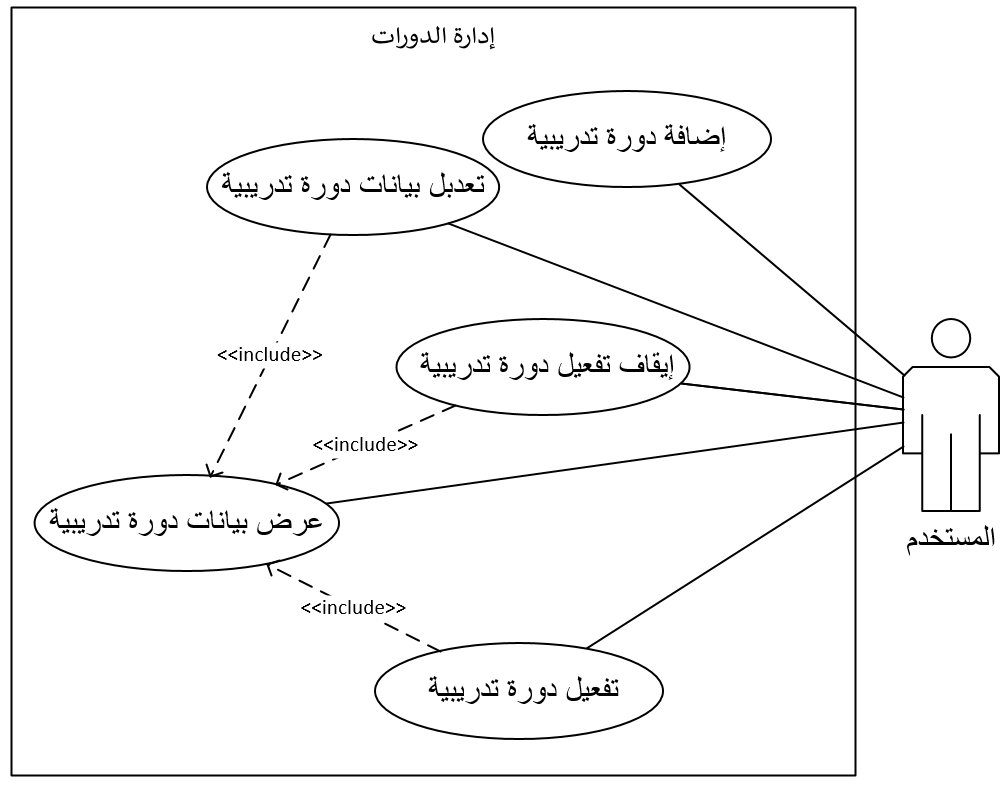 إدارة الدورات
إضافة دورة تدريبية
تعدبل بيانات دورة تدريبية
<<include>>
إيقاف تفعيل دورة تدريبية
<<include>>
عرض بيانات دورة تدريبية
المستخدم
<<include>>
تفعيل دورة تدريبية